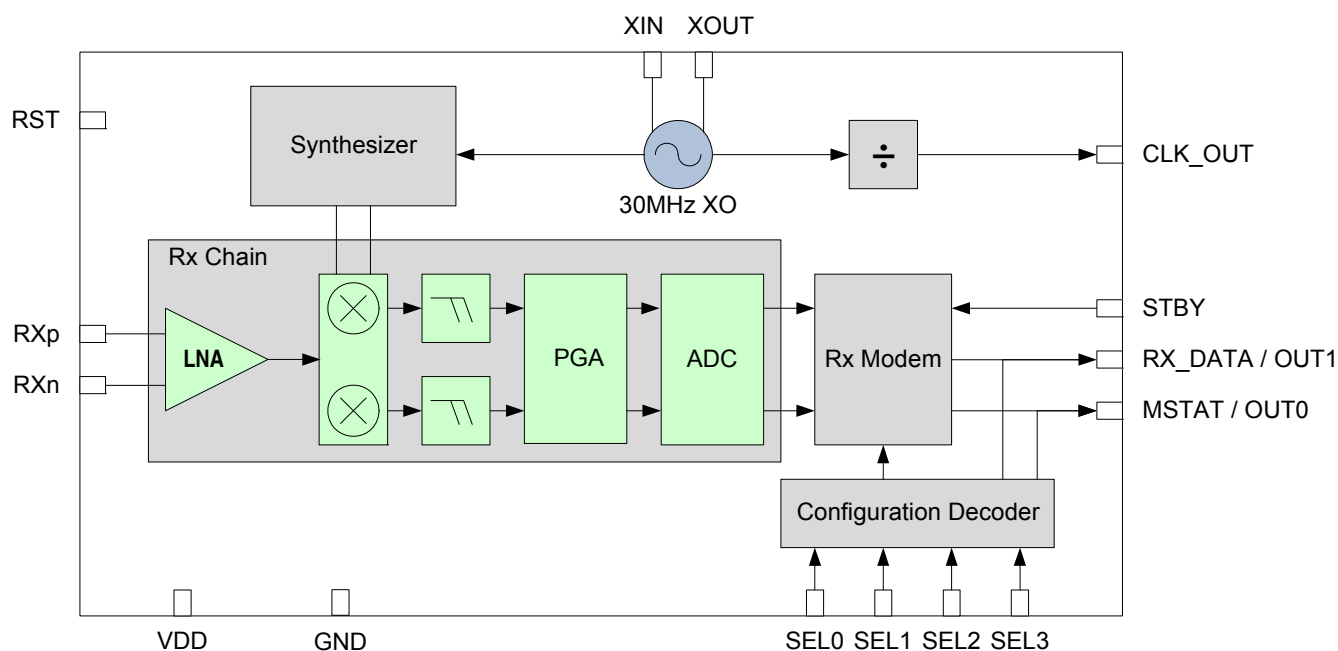 XIN XOUT
RST
Synthesizer
÷
CLK_OUT
30MHz XO
Rx Chain
RXp
LNA
PGA
ADC
Rx Modem
STBY
RX_DATA / OUT1
RXn
MSTAT / OUT0
Configuration Decoder
VDD
GND
SEL0 SEL1 SEL2 SEL3